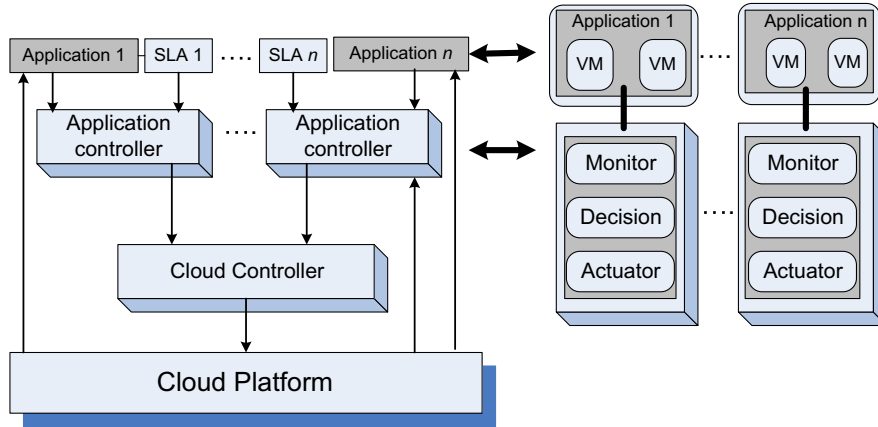 Application 1
SLA 1
....
SLA n
Application n
Application
controller
....
Application
controller
Cloud Controller
Cloud Platform
Application 1
VM
VM
....
Application n
VM
VM
Monitor
Decision
Actuator
....
Monitor
Decision
Actuator